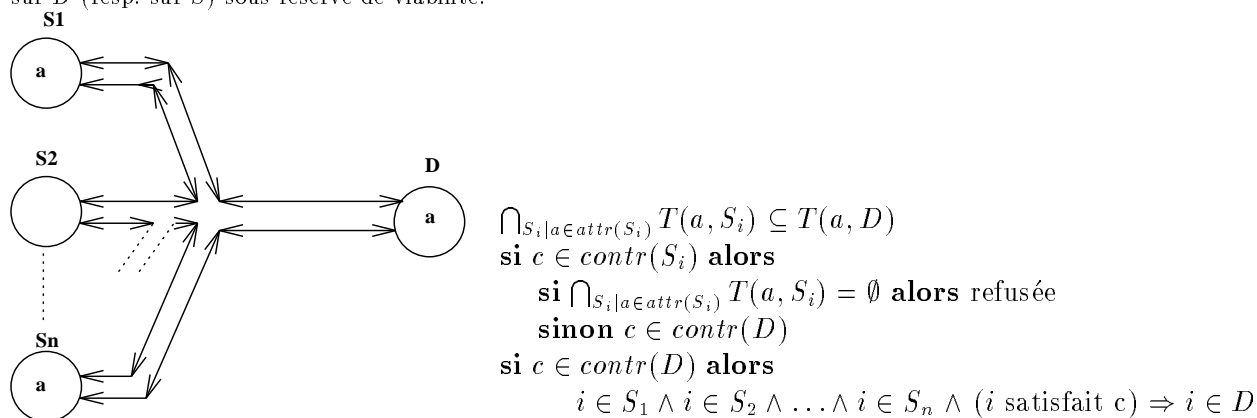 sur D (resp. sur S) sous réserve de viabilité.
S1
a
S2
D
a
Sn
a
⋂_{S_i|a∈attr(S_i)} T(a, S_i) ⊆ T(a, D)
si c ∈ contr(S_i) alors
si ⋂_{S_i|a∈attr(S_i)} T(a, S_i) = ∅ alors refusée
sinon c ∈ contr(D)
si c ∈ contr(D) alors
i ∈ S_1 ∧ i ∈ S_2 ∧ ... ∧ i ∈ S_n ∧ (i satisfait c) ⇒ i ∈ D